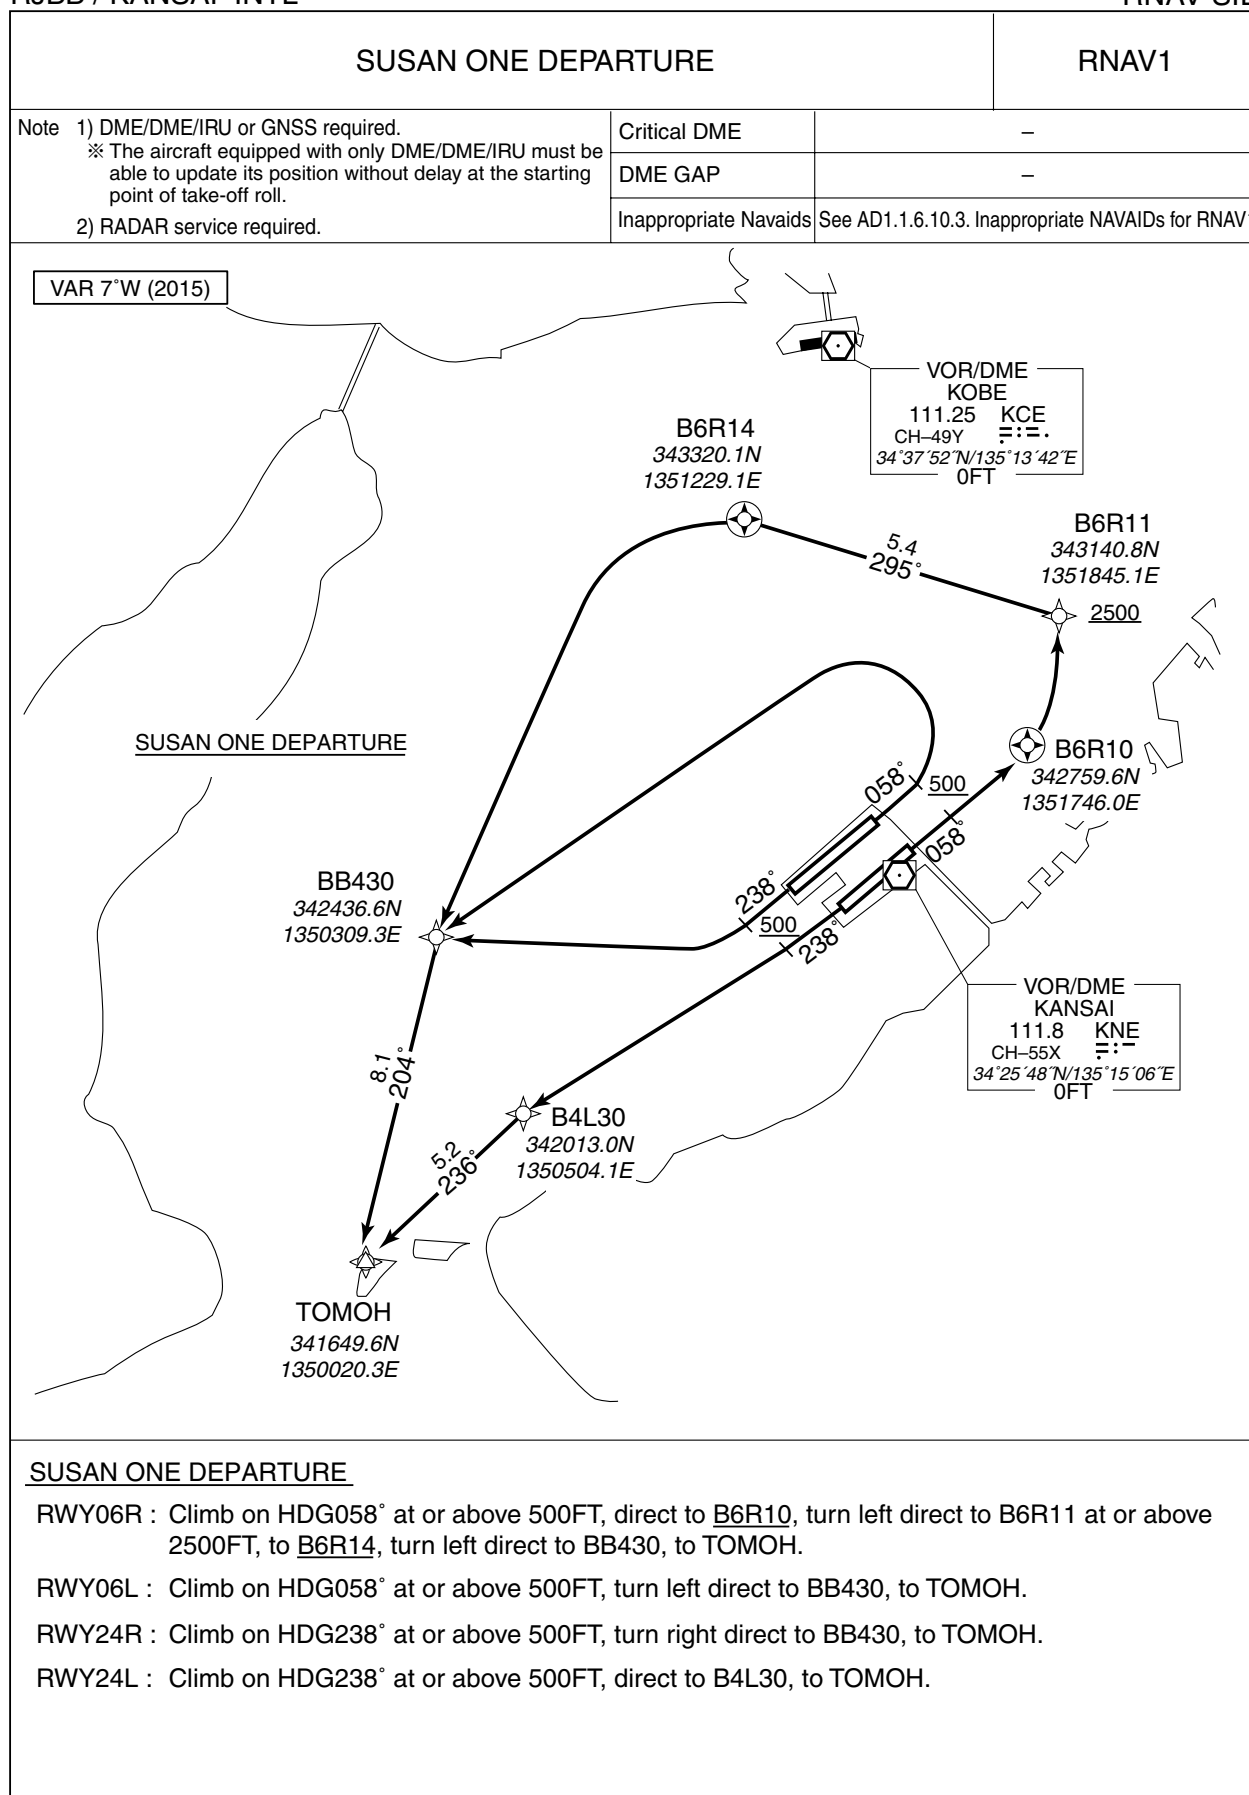 RJBB / KANSAI INTL
RNAV SID
SUSAN ONE DEPARTURE
RNAV1
Note 1) DME/DME/IRU or GNSS required.
※ The aircraft equipped with only DME/DME/IRU must be
able to update its position without delay at the starting
point of take-off roll.
2) RADAR service required.
Critical DME
–
DME GAP
–
Inappropriate Navaids
See AD1.1.6.10.3. Inappropriate NAVAIDs for RNAV1
VAR 7˚W (2015)
VOR/DME
KOBE
111.25 KCE
CH–49Y
34˚37´52˝N/135˚13´42˝E
0FT
B6R14
343320.1N
1351229.1E
5.4
295˚
B6R11
343140.8N
1351845.1E
2500
SUSAN ONE DEPARTURE
B6R10
342759.6N
1351746.0E
058˚
500
058˚
BB430
342436.6N
1350309.3E
238˚
500
238˚
VOR/DME
KANSAI
111.8 KNE
CH–55X
34˚25´48˝N/135˚15´06˝E
0FT
8.1
204˚
B4L30
342013.0N
1350504.1E
5.2
236˚
TOMOH
341649.6N
1350020.3E
SUSAN ONE DEPARTURE
RWY06R : Climb on HDG058˚ at or above 500FT, direct to B6R10, turn left direct to B6R11 at or above
2500FT, to B6R14, turn left direct to BB430, to TOMOH.
RWY06L : Climb on HDG058˚ at or above 500FT, turn left direct to BB430, to TOMOH.
RWY24R : Climb on HDG238˚ at or above 500FT, turn right direct to BB430, to TOMOH.
RWY24L : Climb on HDG238˚ at or above 500FT, direct to B4L30, to TOMOH.